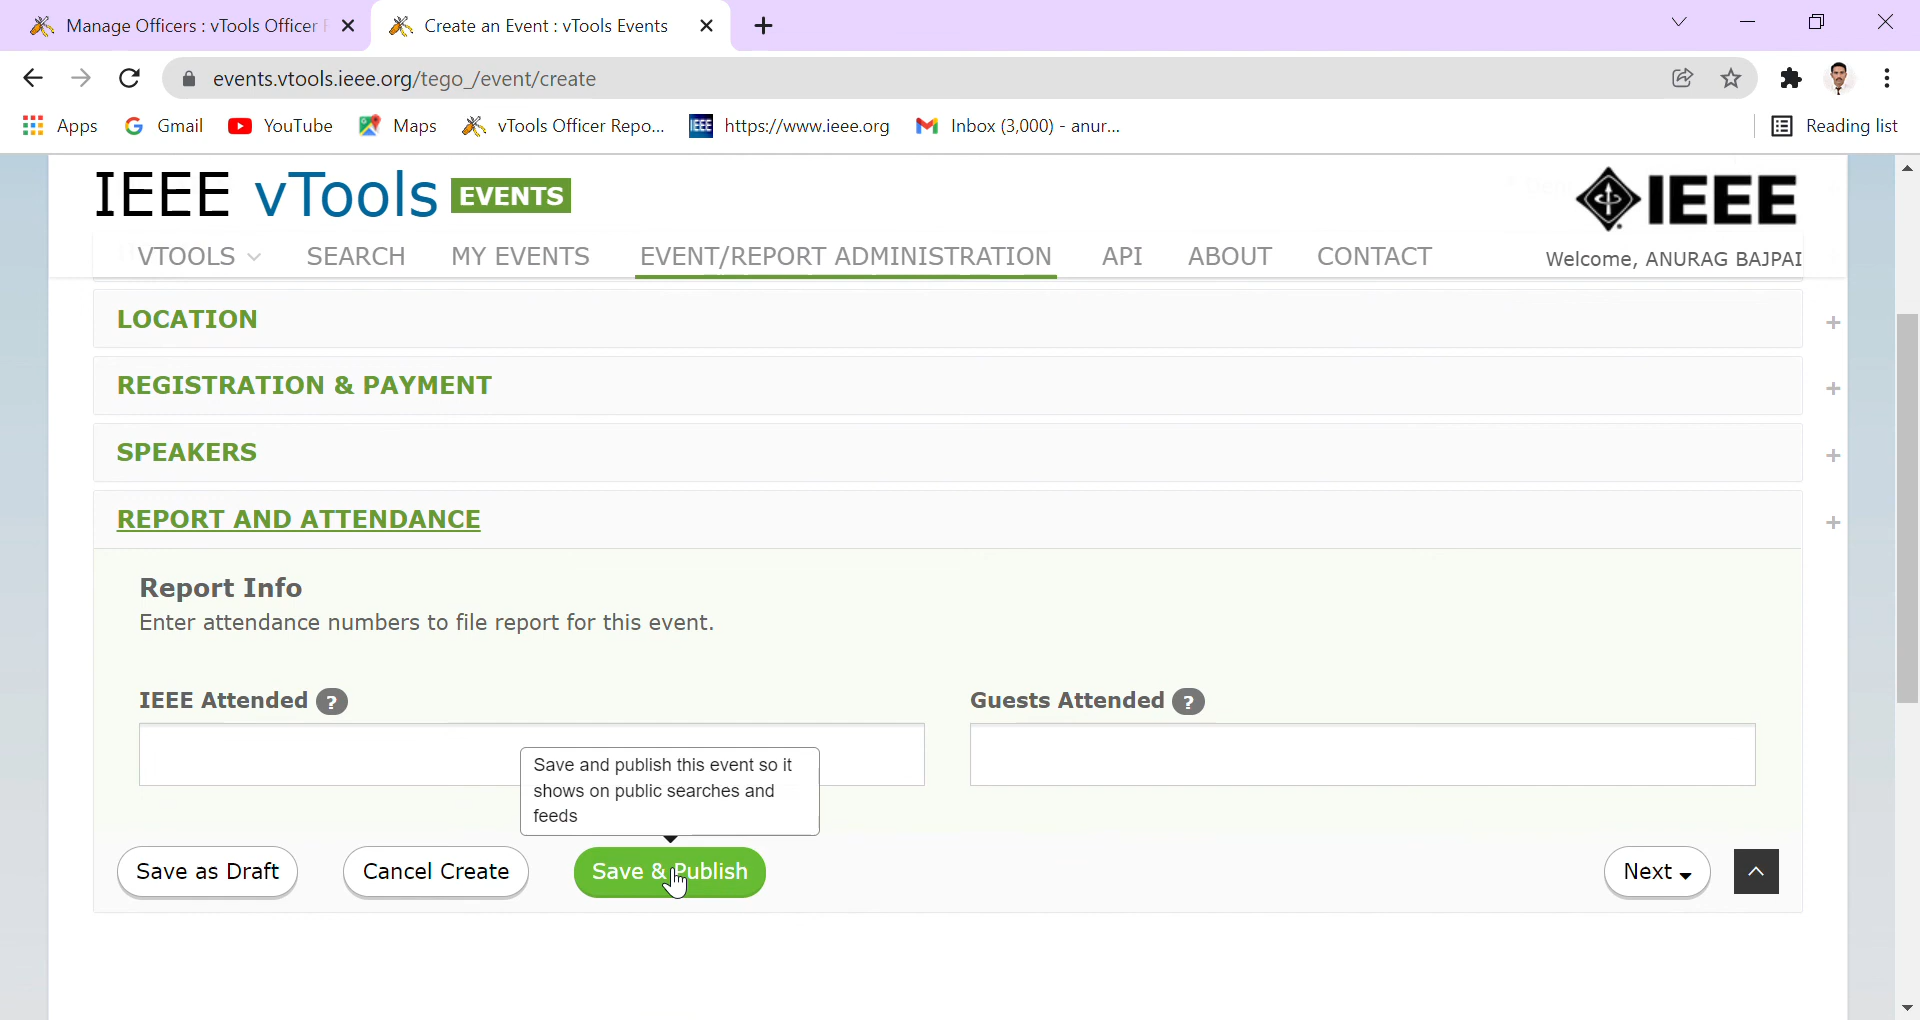 Manage Officers : vTools Officer
Create an Event : vTools Events
events.vtools.ieee.org/tego_/event/create
Apps
Gmail
YouTube
Maps
vTools Officer Repo...
IEEE
https://www.ieee.org
Inbox (3,000) - anur...
Reading list
IEEE vTools EVENTS
IEEE
VTOOLS
SEARCH
MY EVENTS
EVENT/REPORT ADMINISTRATION
API
ABOUT
CONTACT
Welcome, ANURAG BAJPAI
LOCATION
+
REGISTRATION & PAYMENT
+
SPEAKERS
+
REPORT AND ATTENDANCE
+
Report Info
Enter attendance numbers to file report for this event.
IEEE Attended ?
Guests Attended ?
Save and publish this event so it
shows on public searches and
feeds
Save as Draft
Cancel Create
Save & Publish
Next